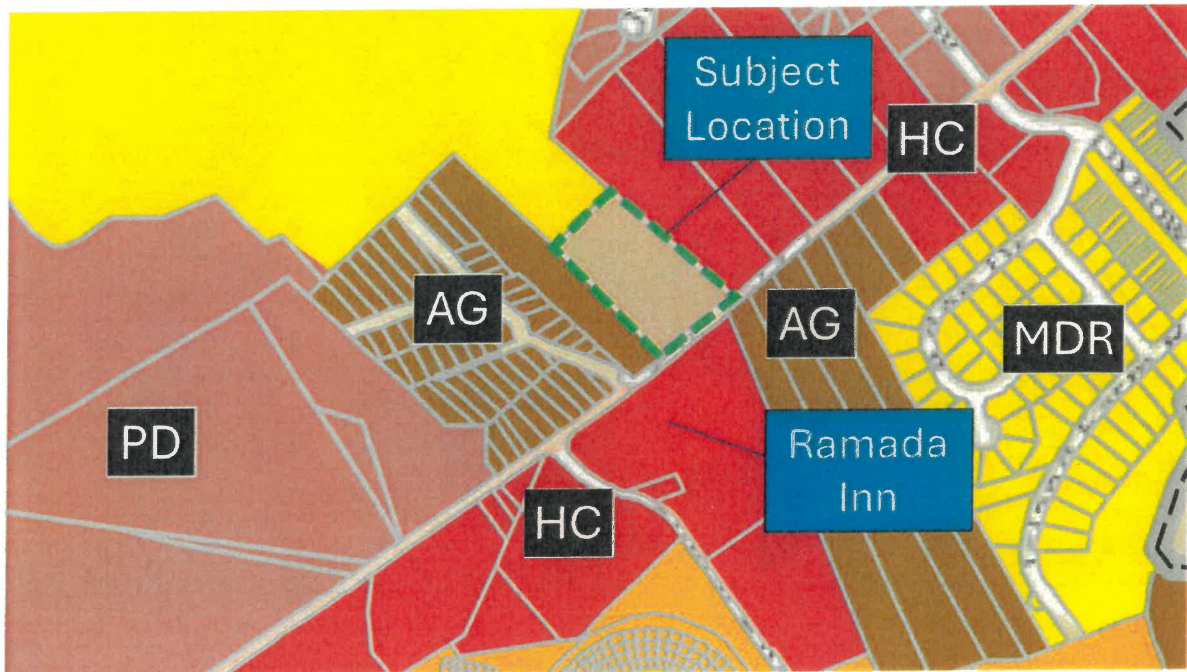 Subject
Location
HC
AG
AG
MDR
PD
Ramada
Inn
HC